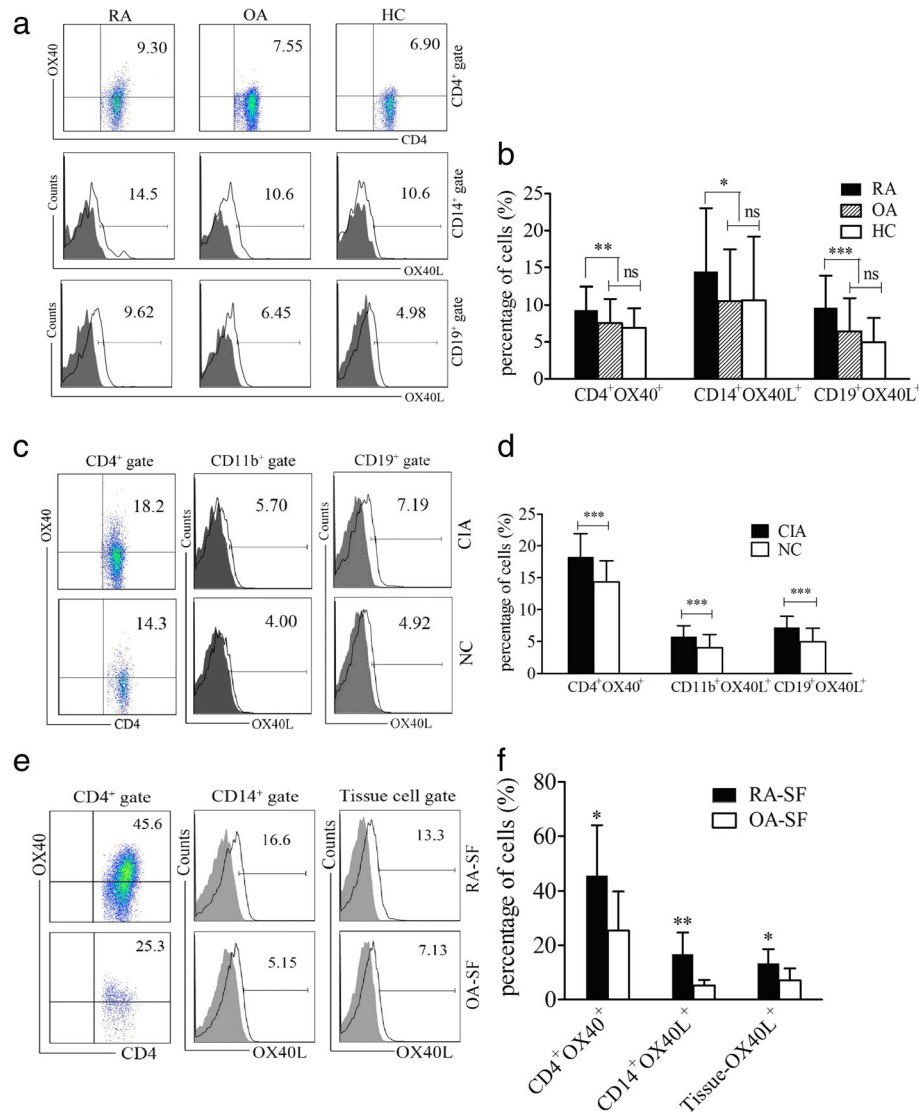 a
RA OA HC
OX40
9.30 7.55 6.90
CD4⁺ gate
CD4
Counts
14.5 10.6 10.6
CD14⁺ gate
OX40L
Counts
9.62 6.45 4.98
CD19⁺ gate
OX40L
b
percentage of cells (%)
25
20
15
10
5
0
RA
OA
HC
** ns * ns *** ns
CD4⁺OX40⁺ CD14⁺OX40L⁺ CD19⁺OX40L⁺
c
CD4⁺ gate CD11b⁺ gate CD19⁺ gate
OX40 Counts Counts
18.2 5.70 7.19
CIA
14.3 4.00 4.92
NC
CD4 OX40L OX40L
d
percentage of cells (%)
25
20
15
10
5
0
CIA
NC
*** *** ***
CD4⁺OX40⁺ CD11b⁺OX40L⁺ CD19⁺OX40L⁺
e
CD4⁺ gate CD14⁺ gate Tissue cell gate
OX40 Counts Counts
45.6 16.6 13.3
RA-SF
25.3 5.15 7.13
OA-SF
CD4 OX40L OX40L
f
percentage of cells (%)
80
60
40
20
0
RA-SF
OA-SF
* ** *
CD4⁺OX40⁺
CD14⁺OX40L⁺
Tissue-OX40L⁺